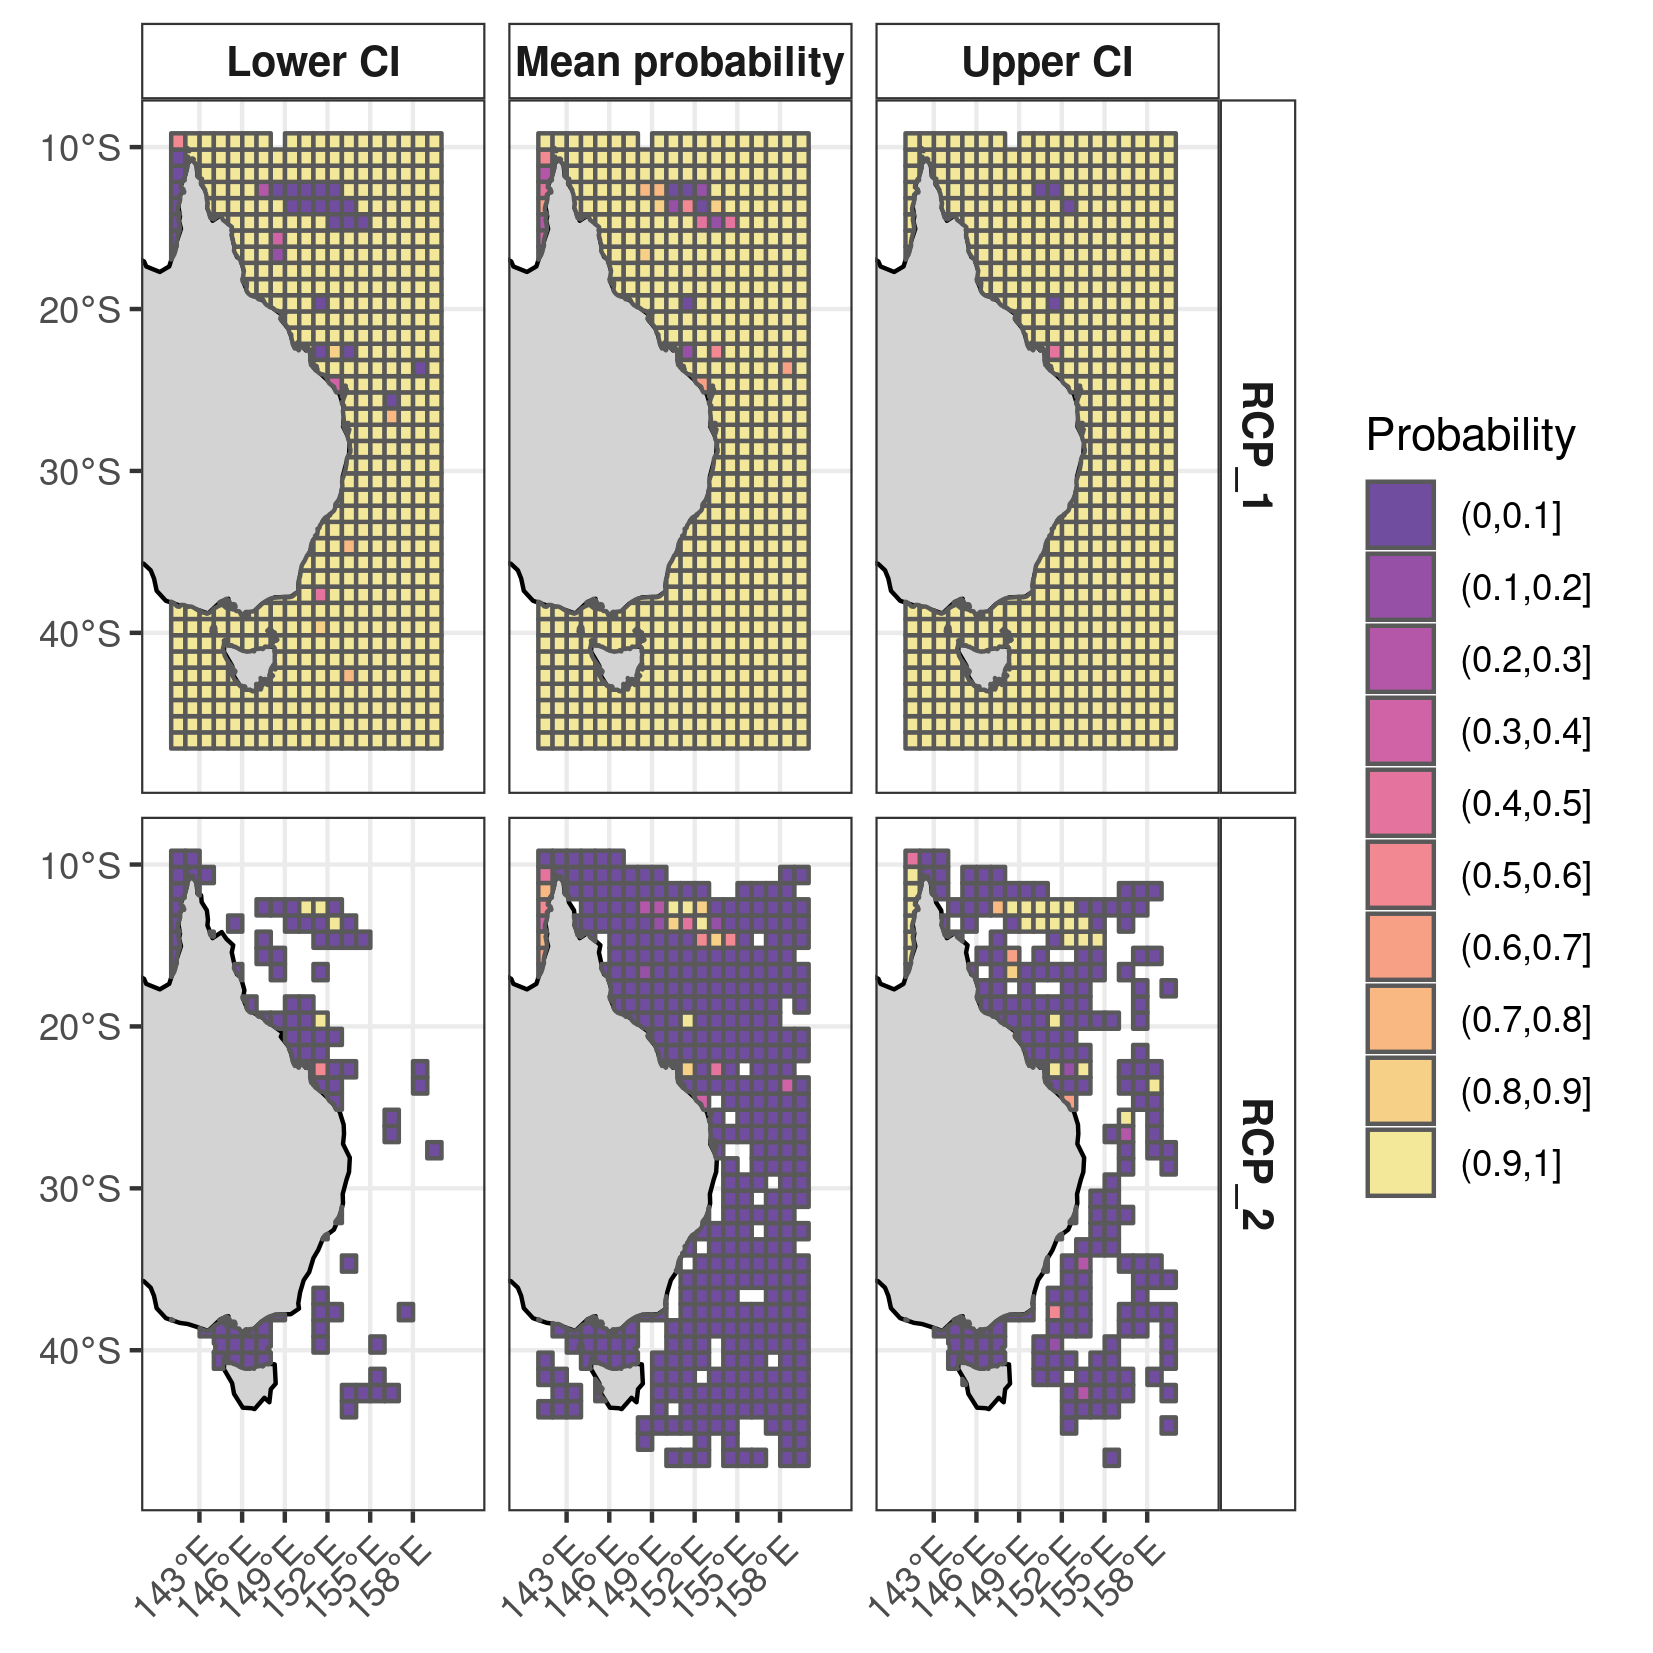 Lower CI
Mean probability
Upper CI
10°S
20°S
30°S
40°S
RCP_1
10°S
20°S
30°S
40°S
RCP_2
143°E
146°E
149°E
152°E
155°E
158°E
143°E
146°E
149°E
152°E
155°E
158°E
143°E
146°E
149°E
152°E
155°E
158°E
Probability
(0,0.1]
(0.1,0.2]
(0.2,0.3]
(0.3,0.4]
(0.4,0.5]
(0.5,0.6]
(0.6,0.7]
(0.7,0.8]
(0.8,0.9]
(0.9,1]